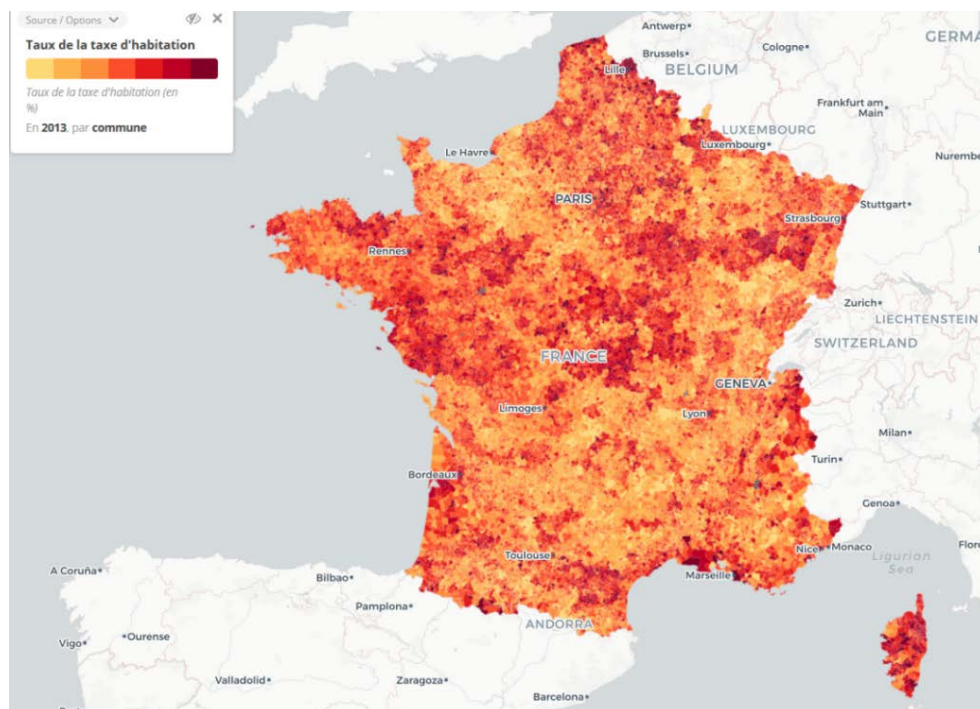 Source / Options
Taux de la taxe d'habitation
Taux de la taxe d'habitation (en
%)
En 2013, par commune
Antwerp
Brussels
BELGIUM
Cologne
GERMA
Lille
Frankfurt am
Main
LUXEMBOURG
Luxembourg
Nurembe
Le Havre
PARIS
Stuttgart
Strasbourg
Rennes
Zurich
LIECHTENSTEIN
SWITZERLAND
FRANCE
GENEVA
Limoges
Lyon
Milan
Turin
Bordeaux
Genoa
Toulouse
Nice
Monaco
Ligurian
Sea
Flore
Marseille
A Coruña
Bilbao
Pamplona
ANDORRA
Vigo
Ourense
Valladolid
Zaragoza
Barcelona